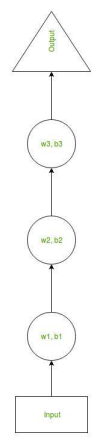 Output
w3, b3
w2, b2
w1, b1
Input